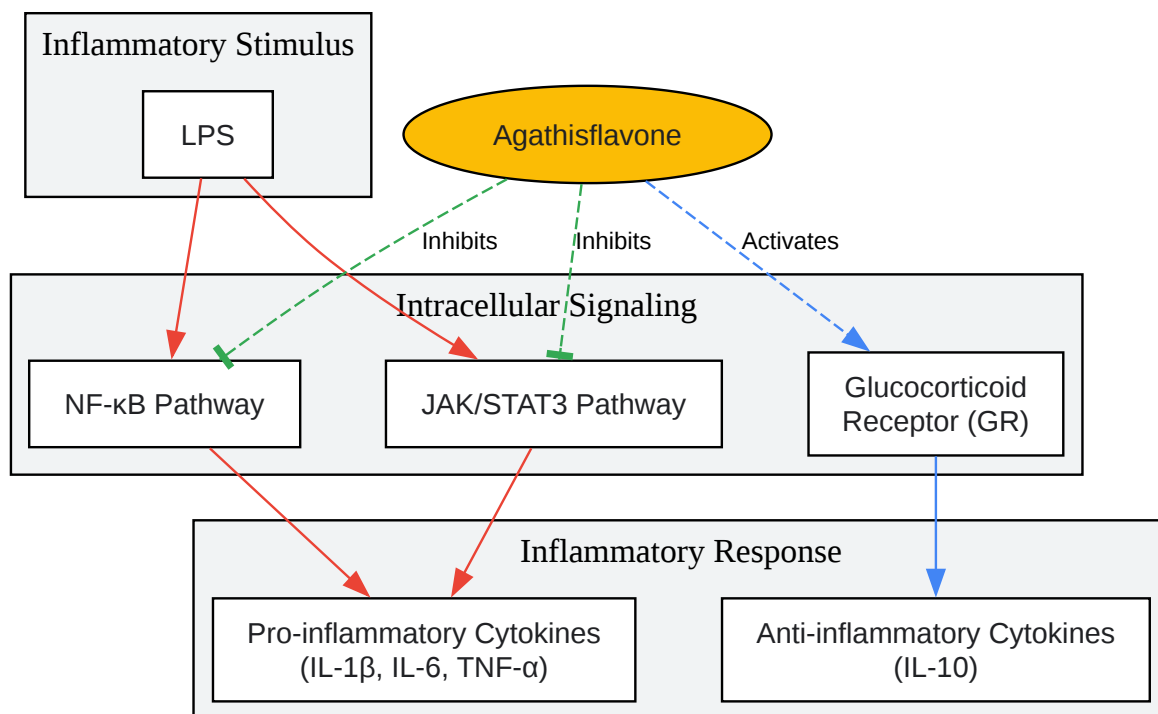 Inflammatory Stimulus
LPS
Agathisflavone
Inhibits
Inhibits
Activates
Intracellular Signaling
NF-κB Pathway
JAK/STAT3 Pathway
Glucocorticoid
Receptor (GR)
Inflammatory Response
Pro-inflammatory Cytokines
(IL-1β, IL-6, TNF-α)
Anti-inflammatory Cytokines
(IL-10)